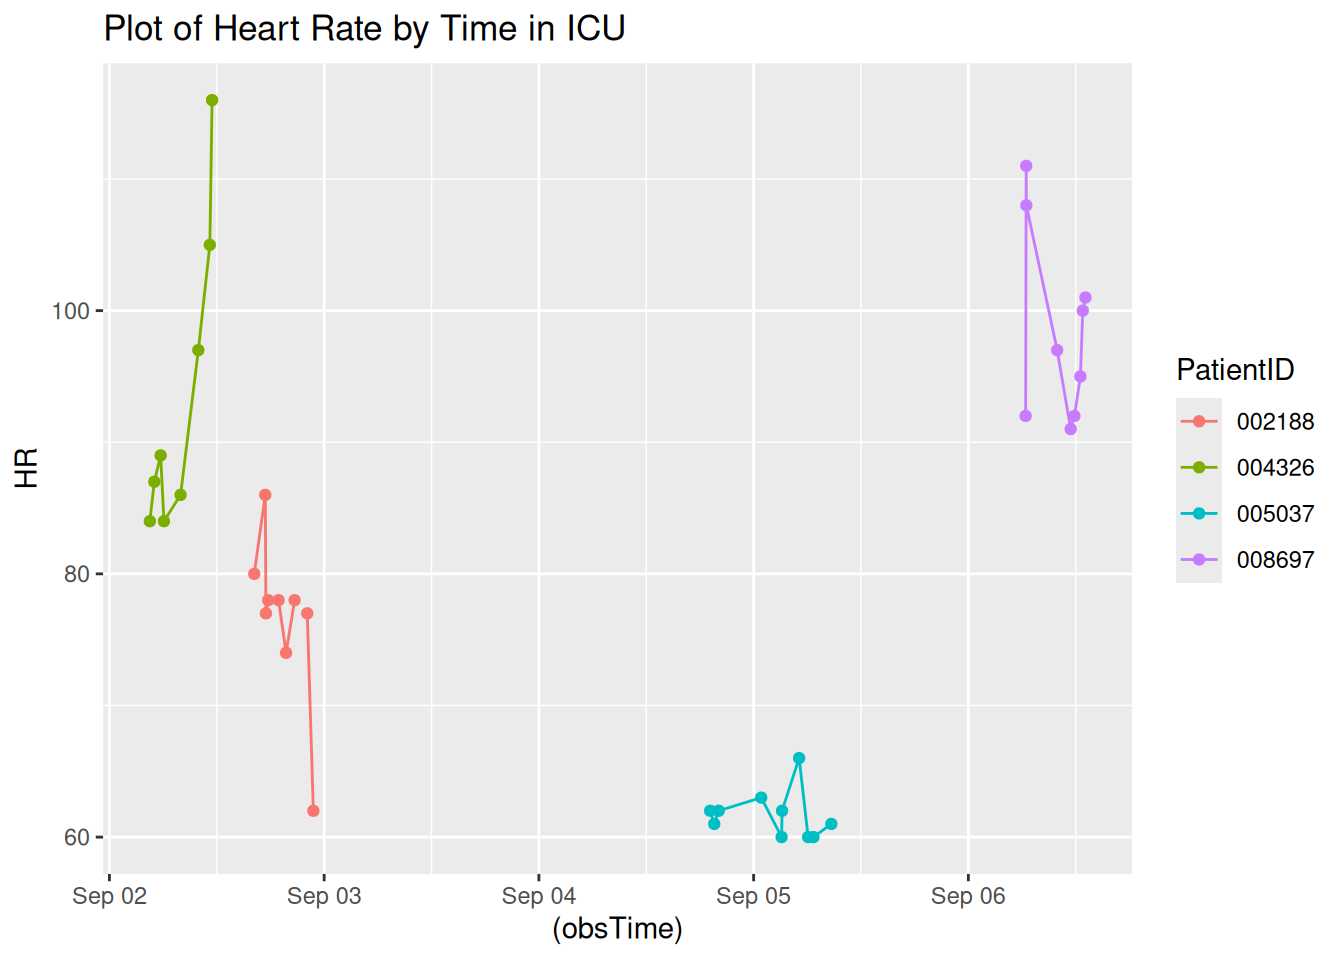 Plot of Heart Rate by Time in ICU
HR
100
80
60
Sep 02 Sep 03 Sep 04 Sep 05 Sep 06
(obsTime)
PatientID
002188
004326
005037
008697